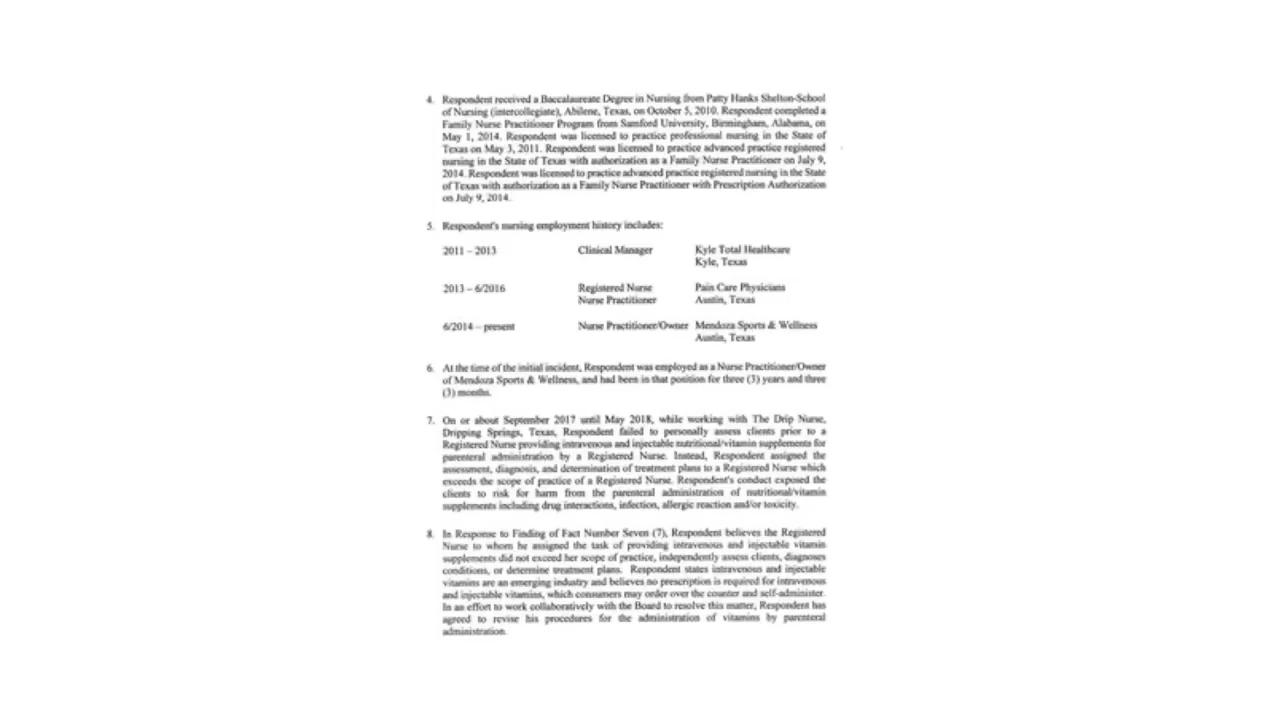 4. Respondent received a Baccalaureate Degree in Nursing from Patty Hanks Shelton-School
of Nursing (intercollegiate), Abilene, Texas, on October 5, 2010. Respondent completed a
Family Nurse Practitioner Program from Samford University, Birmingham, Alabama, on
May 1, 2014. Respondent was licensed to practice professional nursing in the State of
Texas on May 3, 2011. Respondent was licensed to practice advanced practice registered
nursing in the State of Texas with authorization as a Family Nurse Practitioner on July 9,
2014. Respondent was licensed to practice advanced practice registered nursing in the State
of Texas with authorization as a Family Nurse Practitioner with Prescription Authorization
on July 9, 2014.
5. Respondent's nursing employment history includes:
2011 – 2013 Clinical Manager Kyle Total Healthcare
Kyle, Texas
2013 – 6/2016 Registered Nurse Pain Care Physicians
Nurse Practitioner Austin, Texas
6/2014 – present Nurse Practitioner/Owner Mendoza Sports & Wellness
Austin, Texas
6. At the time of the initial incident, Respondent was employed as a Nurse Practitioner/Owner
of Mendoza Sports & Wellness, and had been in that position for three (3) years and three
(3) months.
7. On or about September 2017 until May 2018, while working with The Drip Nurse,
Dripping Springs, Texas, Respondent failed to personally assess clients prior to a
Registered Nurse providing intravenous and injectable nutritional/vitamin supplements for
parenteral administration by a Registered Nurse. Instead, Respondent assigned the
assessment, diagnosis, and determination of treatment plans to a Registered Nurse which
exceeds the scope of practice of a Registered Nurse. Respondent's conduct exposed the
clients to risk for harm from the parenteral administration of nutritional/vitamin
supplements including drug interactions, infection, allergic reaction and/or toxicity.
8. In Response to Finding of Fact Number Seven (7), Respondent believes the Registered
Nurse to whom he assigned the task of providing intravenous and injectable vitamin
supplements did not exceed her scope of practice, independently assess clients, diagnoses
conditions, or determine treatment plans. Respondent states intravenous and injectable
vitamins are an emerging industry and believes no prescription is required for intravenous
and injectable vitamins, which consumers may order over the counter and self-administer.
In an effort to work collaboratively with the Board to resolve this matter, Respondent has
agreed to revise his procedures for the administration of vitamins by parenteral
administration.